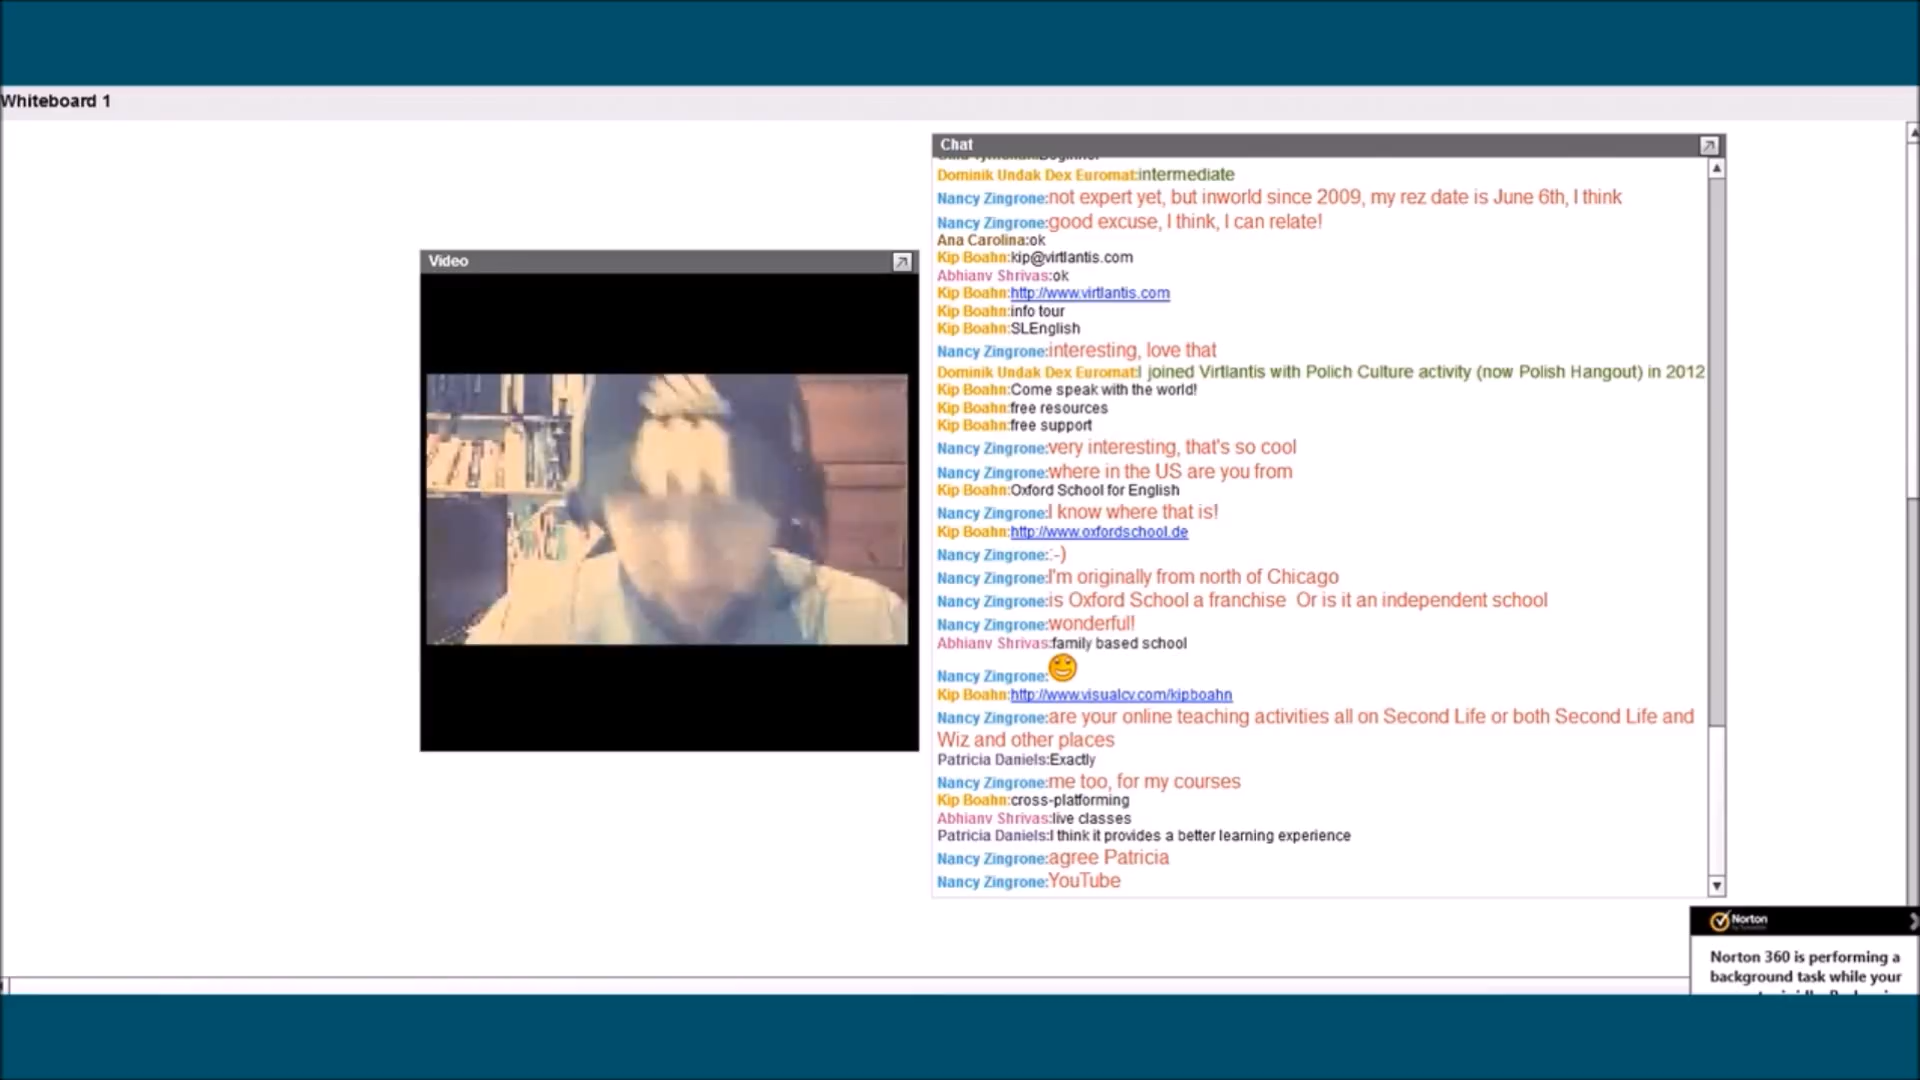 Whiteboard 1
Video
Chat
Dominik Undak Dex Euromat:intermediate
Nancy Zingrone:not expert yet, but inworld since 2009, my rez date is June 6th, I think
Nancy Zingrone:good excuse, I think, I can relate!
Ana Carolina:ok
Kip Boahn:kip@virtlantis.com
Abhianv Shrivas:ok
Kip Boahn:http://www.virtlantis.com
Kip Boahn:info tour
Kip Boahn:SLEnglish
Nancy Zingrone:interesting, love that
Dominik Undak Dex Euromat:I joined Virtlantis with Polich Culture activity (now Polish Hangout) in 2012
Kip Boahn:Come speak with the world!
Kip Boahn:free resources
Kip Boahn:free support
Nancy Zingrone:very interesting, that's so cool
Nancy Zingrone:where in the US are you from
Kip Boahn:Oxford School for English
Nancy Zingrone:I know where that is!
Kip Boahn:http://www.oxfordschool.de
Nancy Zingrone::-)
Nancy Zingrone:I'm originally from north of Chicago
Nancy Zingrone:is Oxford School a franchise  Or is it an independent school
Nancy Zingrone:wonderful!
Abhianv Shrivas:family based school
Nancy Zingrone:
Kip Boahn:http://www.visualcv.com/kipboahn
Nancy Zingrone:are your online teaching activities all on Second Life or both Second Life and
Wiz and other places
Patricia Daniels:Exactly
Nancy Zingrone:me too, for my courses
Kip Boahn:cross-platforming
Abhianv Shrivas:live classes
Patricia Daniels:I think it provides a better learning experience
Nancy Zingrone:agree Patricia
Nancy Zingrone:YouTube
Norton
Norton 360 is performing a
background task while your